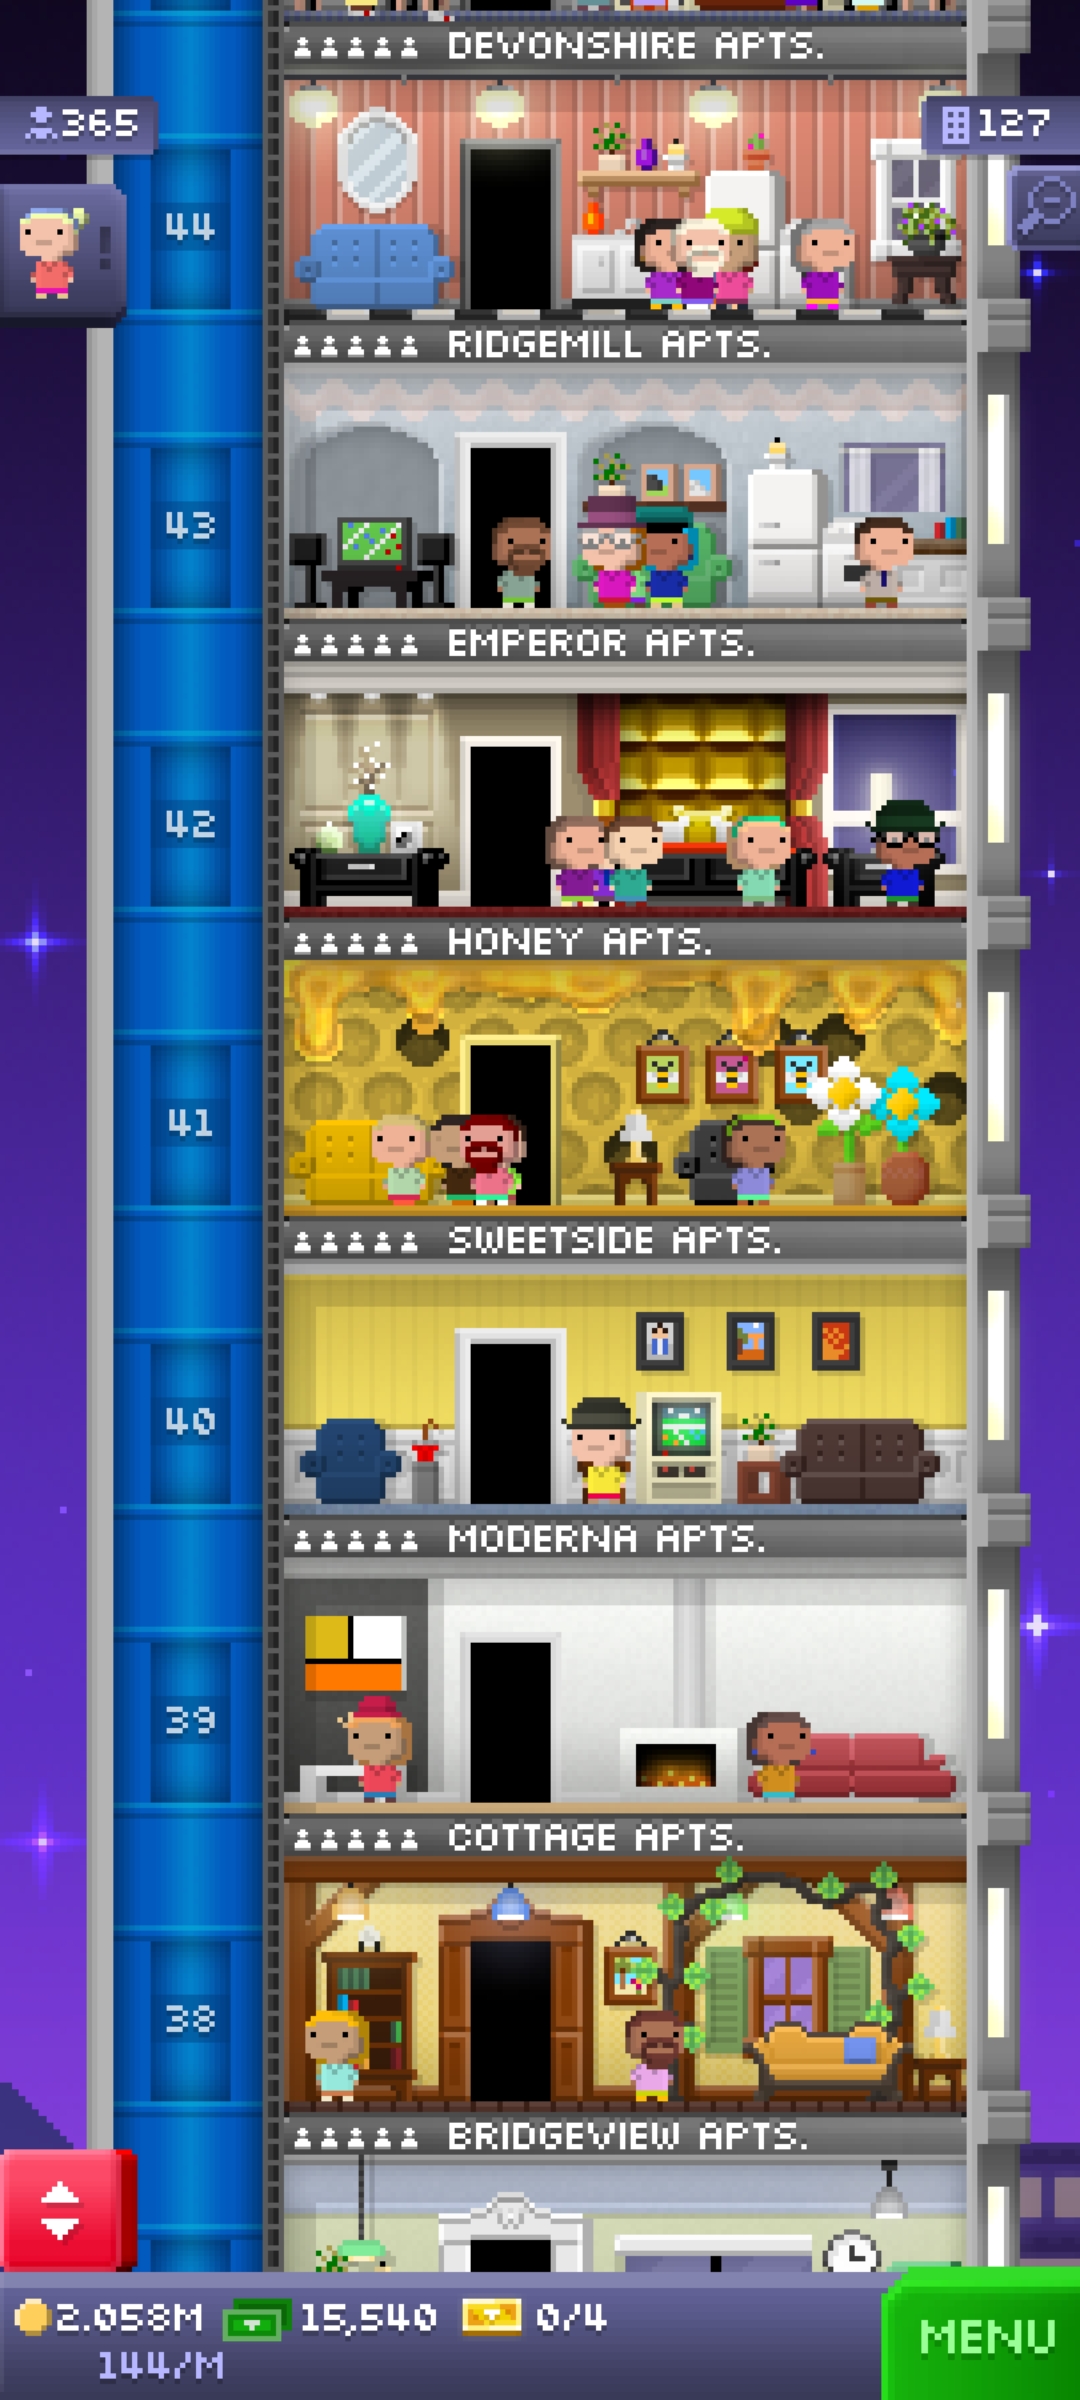 DEVONSHIRE APTS.
365
127
44
RIDGEMILL APTS.
43
EMPEROR APTS.
42
HONEY APTS.
41
SWEETSIDE APTS.
40
MODERNA APTS.
39
COTTAGE APTS.
38
BRIDGEVIEW APTS.
2.058M 15,540 0/4
144/M
MENU